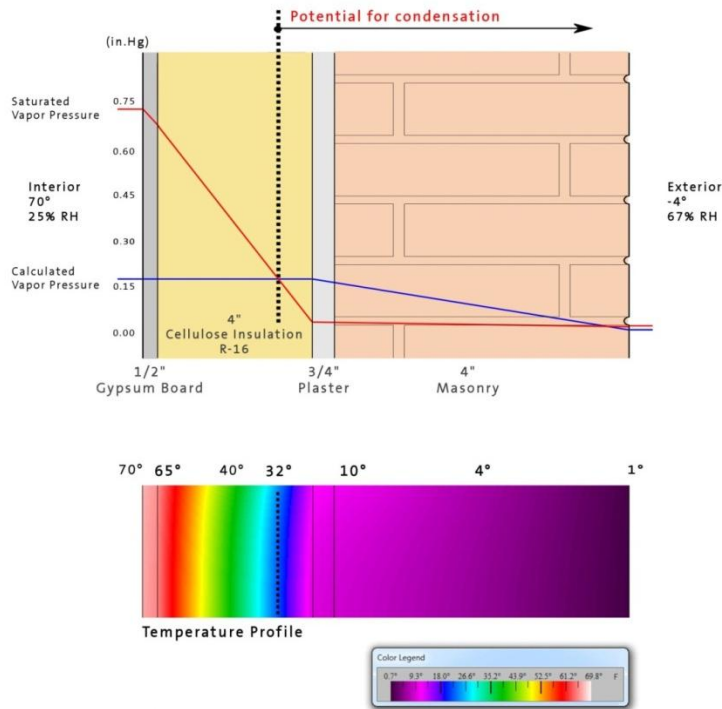 Potential for condensation
(in.Hg)
Saturated
Vapor Pressure
0.75
0.60
Interior
70°
25% RH
0.45
Exterior
-4°
67% RH
0.30
Calculated
Vapor Pressure
0.15
0.00
4"
Cellulose Insulation
R-16
1/2"
Gypsum Board
3/4"
Plaster
4"
Masonry
70° 65° 40° 32° 10° 4° 1°
Temperature Profile
Color Legend
0.7° 9.3° 18.0° 26.6° 35.2° 43.9° 52.5° 61.2° 69.8° F